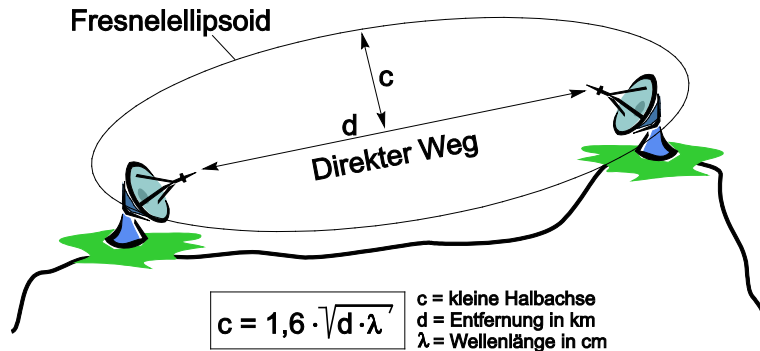 Fresnelellipsoid
c
d
Direkter Weg
c = 1,6 · √d · λ
c = kleine Halbachse
d = Entfernung in km
λ = Wellenlänge in cm